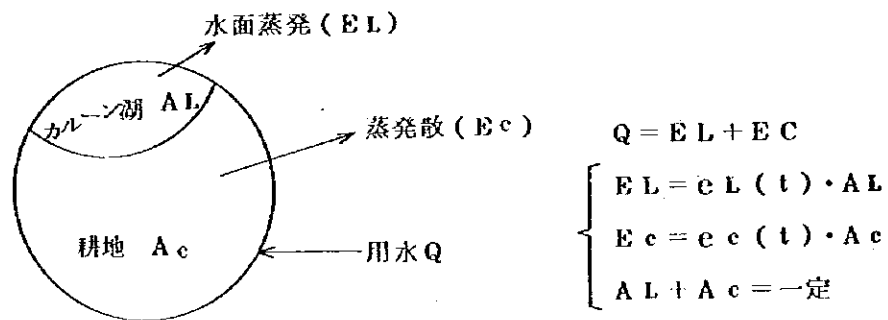 水面蒸発(EL)
カルーン湖 AL
蒸発散(Ec)
耕地 Ac
用水Q
Q=EL+EC
EL=eL(t)・AL
Ec=ec(t)・Ac
AL+Ac=一定